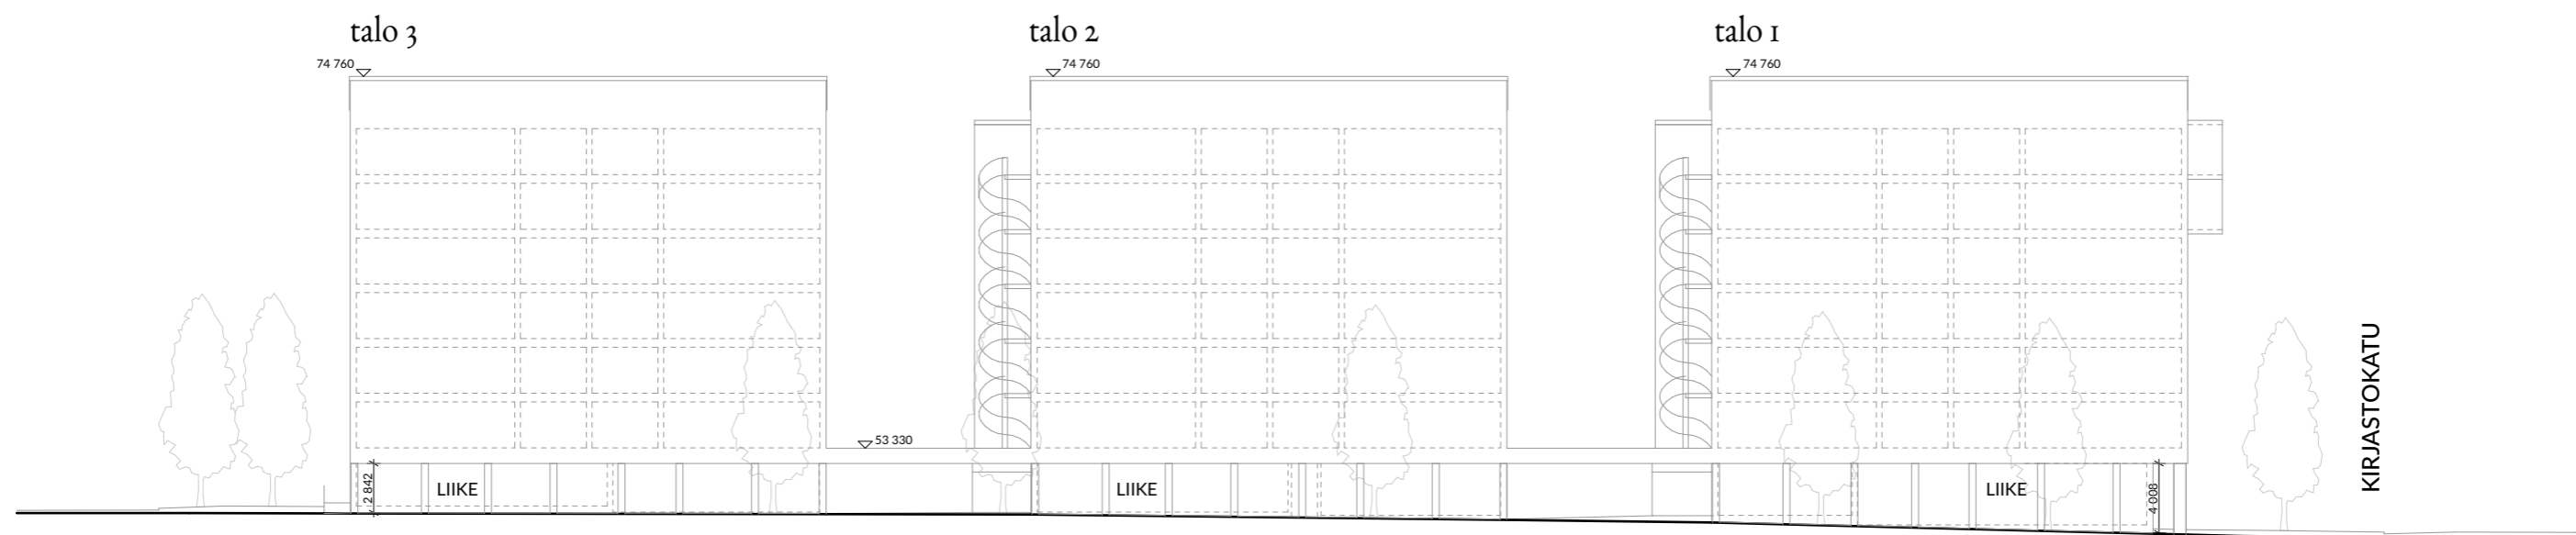 talo 3
talo 2
talo 1
74 760
74 760
74 760
53 330
2 842
LIIKE
LIIKE
LIIKE
4 008
KIRJASTOKATU